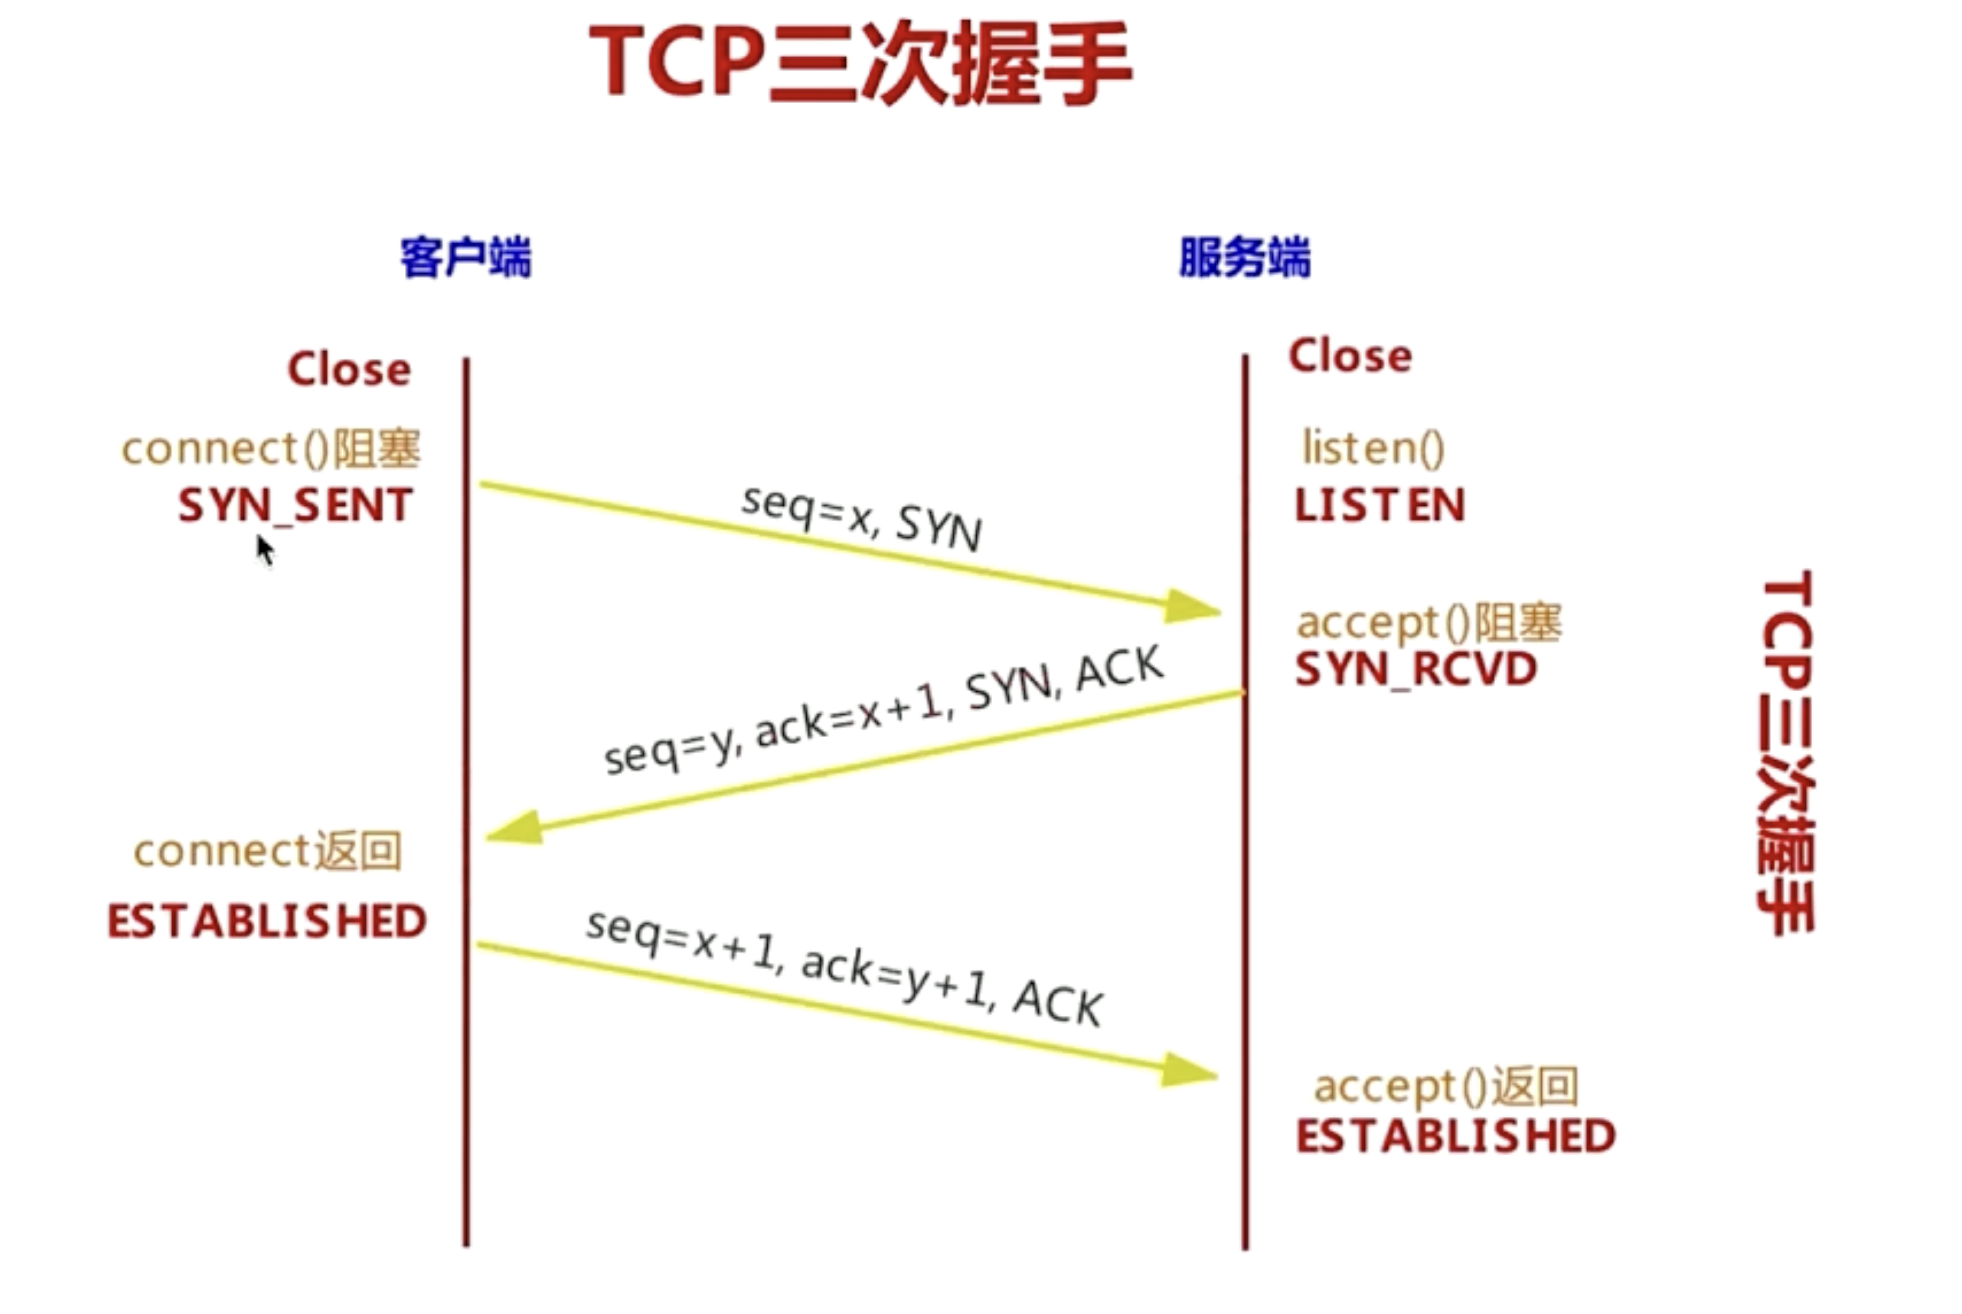 TCP三次握手
客户端
服务端
Close
Close
connect()阻塞
listen()
SYN_SENT
LISTEN
seq=x, SYN
accept()阻塞
SYN_RCVD
seq=y, ack=x+1, SYN, ACK
connect返回
ESTABLISHED
seq=x+1, ack=y+1, ACK
accept()返回
ESTABLISHED
TCP三次握手